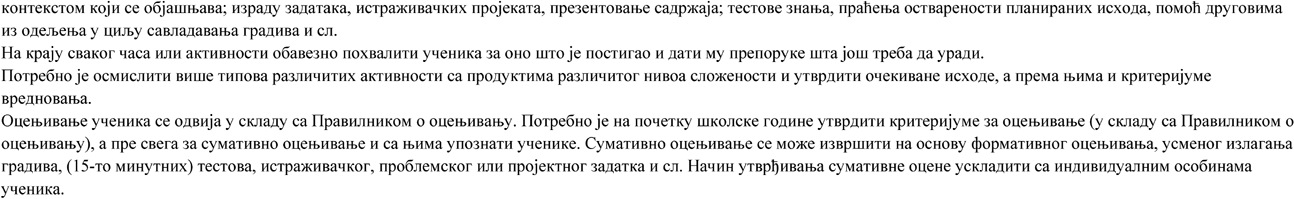 контекстом који се објашњава; израду задатака, истраживачких пројеката, презентовање садржаја; тестове знања, праћења остварености планираних исхода, помоћ друговима
из одељења у циљу савладавања градива и сл.
На крају сваког часа или активности обавезно похвалити ученика за оно што је постигао и дати му препоруке шта још треба да уради.
Потребно је осмислити више типова различитих активности са продуктима различитог нивоа сложености и утврдити очекиване исходе, а према њима и критеријуме
вредновања.
Оцењивање ученика се одвија у складу са Правилником о оцењивању. Потребно је на почетку школске године утврдити критеријуме за оцењивање (у складу са Правилником о
оцењивању), а пре свега за сумативно оцењивање и са њима упознати ученике. Сумативно оцењивање се може извршити на основу формативног оцењивања, усменог излагања
градива, (15-то минутних) тестова, истраживачког, проблемског или пројектног задатка и сл. Начин утврђивања сумативне оцене ускладити са индивидуалним особинама
ученика.